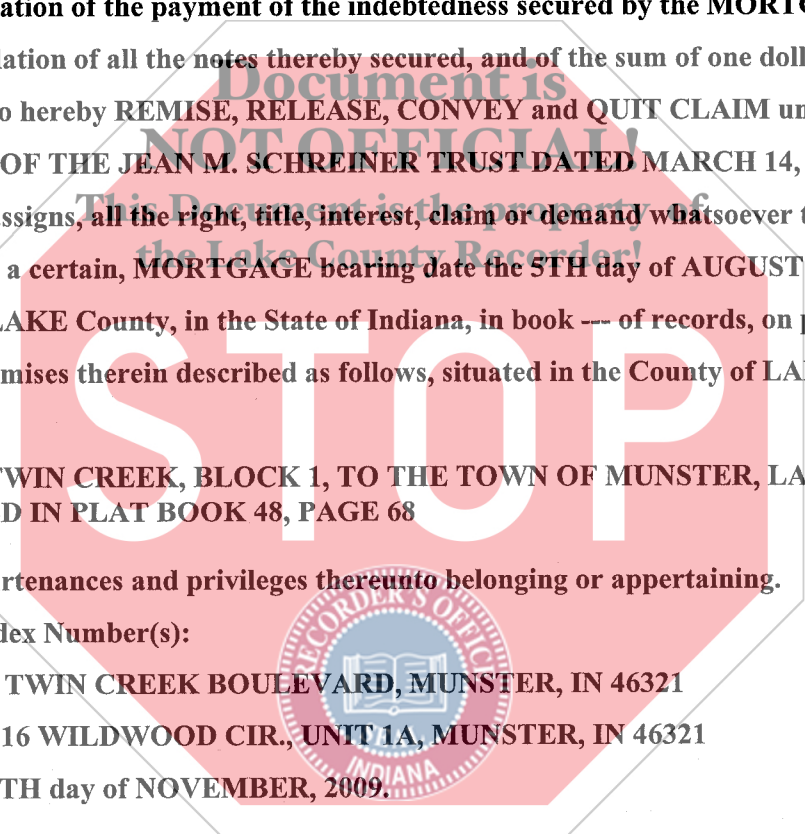 ation of the payment of the indebtedness secured by the MORTG
lation of all the notes thereby secured, and of the sum of one doll
Document is
o hereby REMISE, RELEASE, CONVEY and QUIT CLAIM un
NOT OFFICIAL!
OF THE JEAN M. SCHREINER TRUST DATED MARCH 14,
This Document is the property of
ssigns, all the right, title, interest, claim or demand whatsoever t
the Lake County Recorder!
a certain, MORTGAGE bearing date the 5TH day of AUGUST
LAKE County, in the State of Indiana, in book --- of records, on p
mises therein described as follows, situated in the County of LA
STOP
TWIN CREEK, BLOCK 1, TO THE TOWN OF MUNSTER, LA
D IN PLAT BOOK 48, PAGE 68
rtenances and privileges thereunto belonging or appertaining.
dex Number(s):
TWIN CREEK BOULEVARD, MUNSTER, IN 46321
16 WILDWOOD CIR., UNIT 1A, MUNSTER, IN 46321
TH day of NOVEMBER, 2009.
RECORDER'S OFFICE
INDIANA